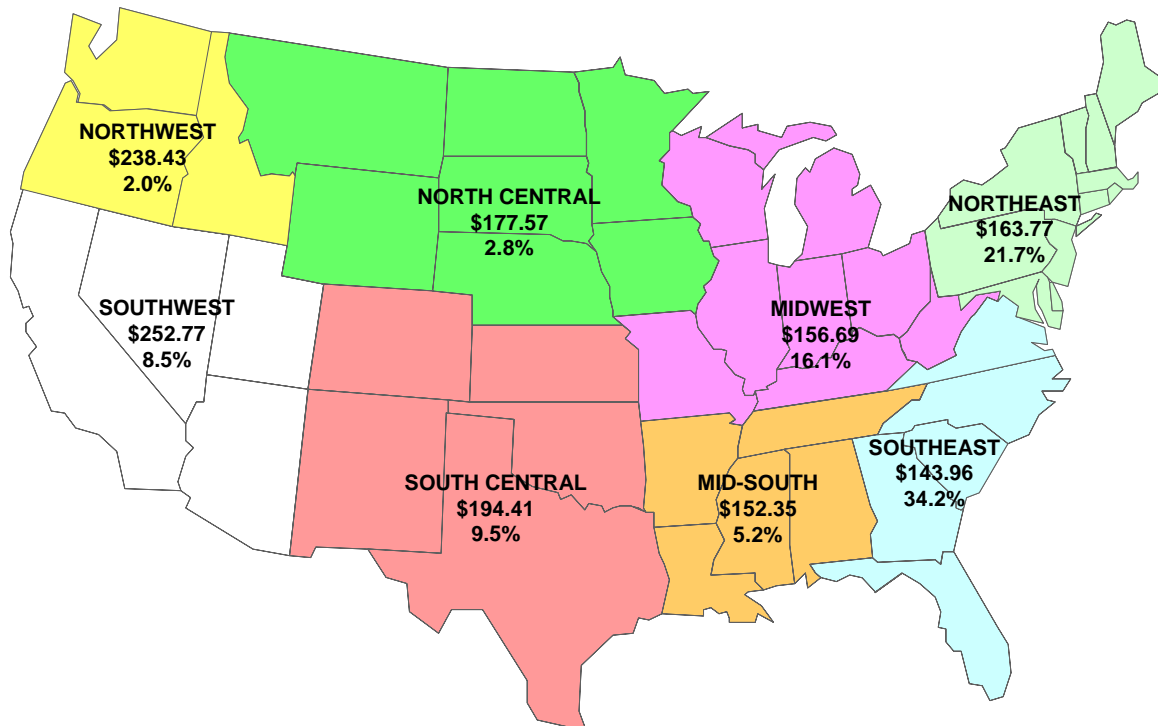 NORTHWEST
$238.43
2.0%
NORTH CENTRAL
$177.57
2.8%
NORTHEAST
$163.77
21.7%
SOUTHWEST
$252.77
8.5%
MIDWEST
$156.69
16.1%
SOUTH CENTRAL
$194.41
9.5%
MID-SOUTH
$152.35
5.2%
SOUTHEAST
$143.96
34.2%